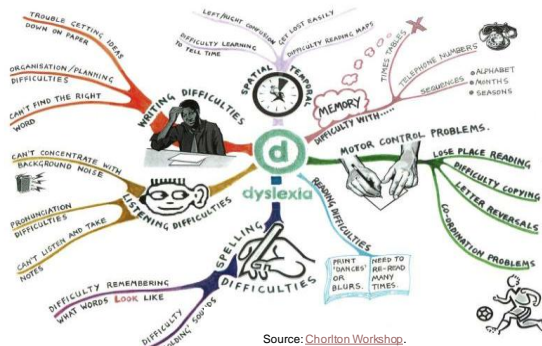 TROUBLE GETTING IDEAS
DOWN ON PAPER
ORGANISATION/PLANNING
DIFFICULTIES
CAN'T FIND THE RIGHT
WORD
WRITING DIFFICULTIES
LEFT/RIGHT CONFUSION
GET LOST EASILY
DIFFICULTY LEARNING
TO TELL TIME
DIFFICULTY READING MAPS
SPATIAL
TEMPORAL
MEMORY
DIFFICULTY WITH.....
TIMES TABLES
TELEPHONE NUMBERS
SEQUENCES
ALPHABET
MONTHS
SEASONS
MOTOR CONTROL PROBLEMS.
LOSE PLACE READING
DIFFICULTY COPYING
LETTER REVERSALS
CO-ORDINATION PROBLEMS
d
dyslexia
CAN'T CONCENTRATE WITH
BACKGROUND NOISE
PRONUNCIATION
DIFFICULTIES
CAN'T LISTEN AND TAKE
NOTES
LISTENING DIFFICULTIES
READING DIFFICULTIES
PRINT
'DANCES'
OR
BLURS.
NEED TO
RE-READ
MANY
TIMES.
SPELLING
DIFFICULTIES
DIFFICULTY REMEMBERING
WHAT WORDS LOOK LIKE
DIFFICULTY
Source: Chorlton Workshop.